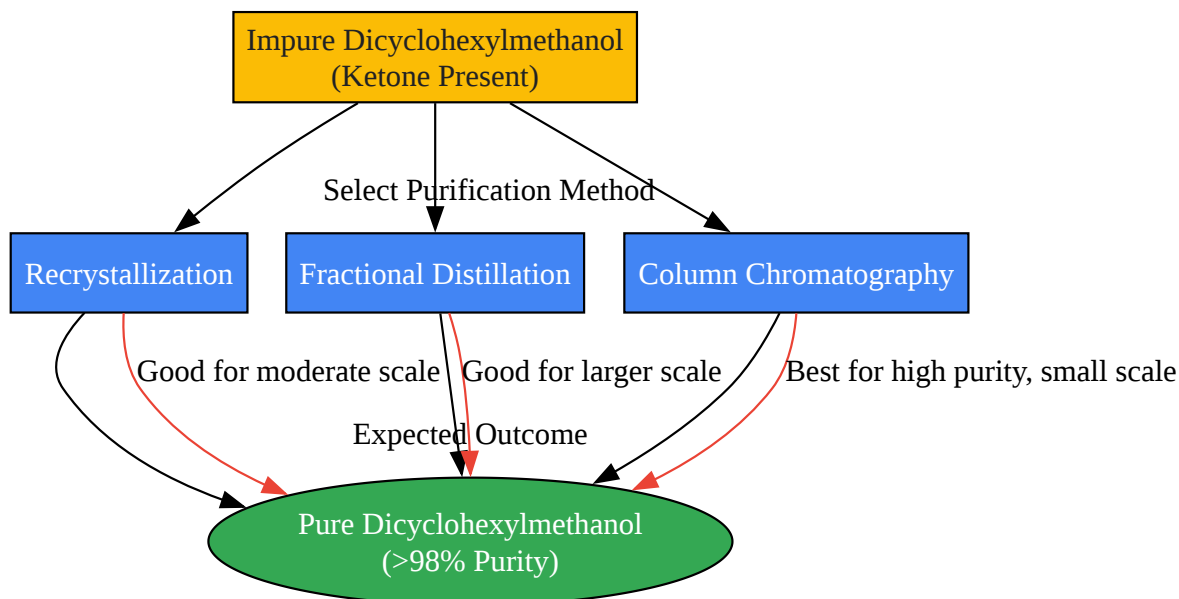 Impure Dicyclohexylmethanol
(Ketone Present)
Select Purification Method
Recrystallization
Fractional Distillation
Column Chromatography
Good for moderate scale
Good for larger scale
Best for high purity, small scale
Expected Outcome
Pure Dicyclohexylmethanol
(>98% Purity)